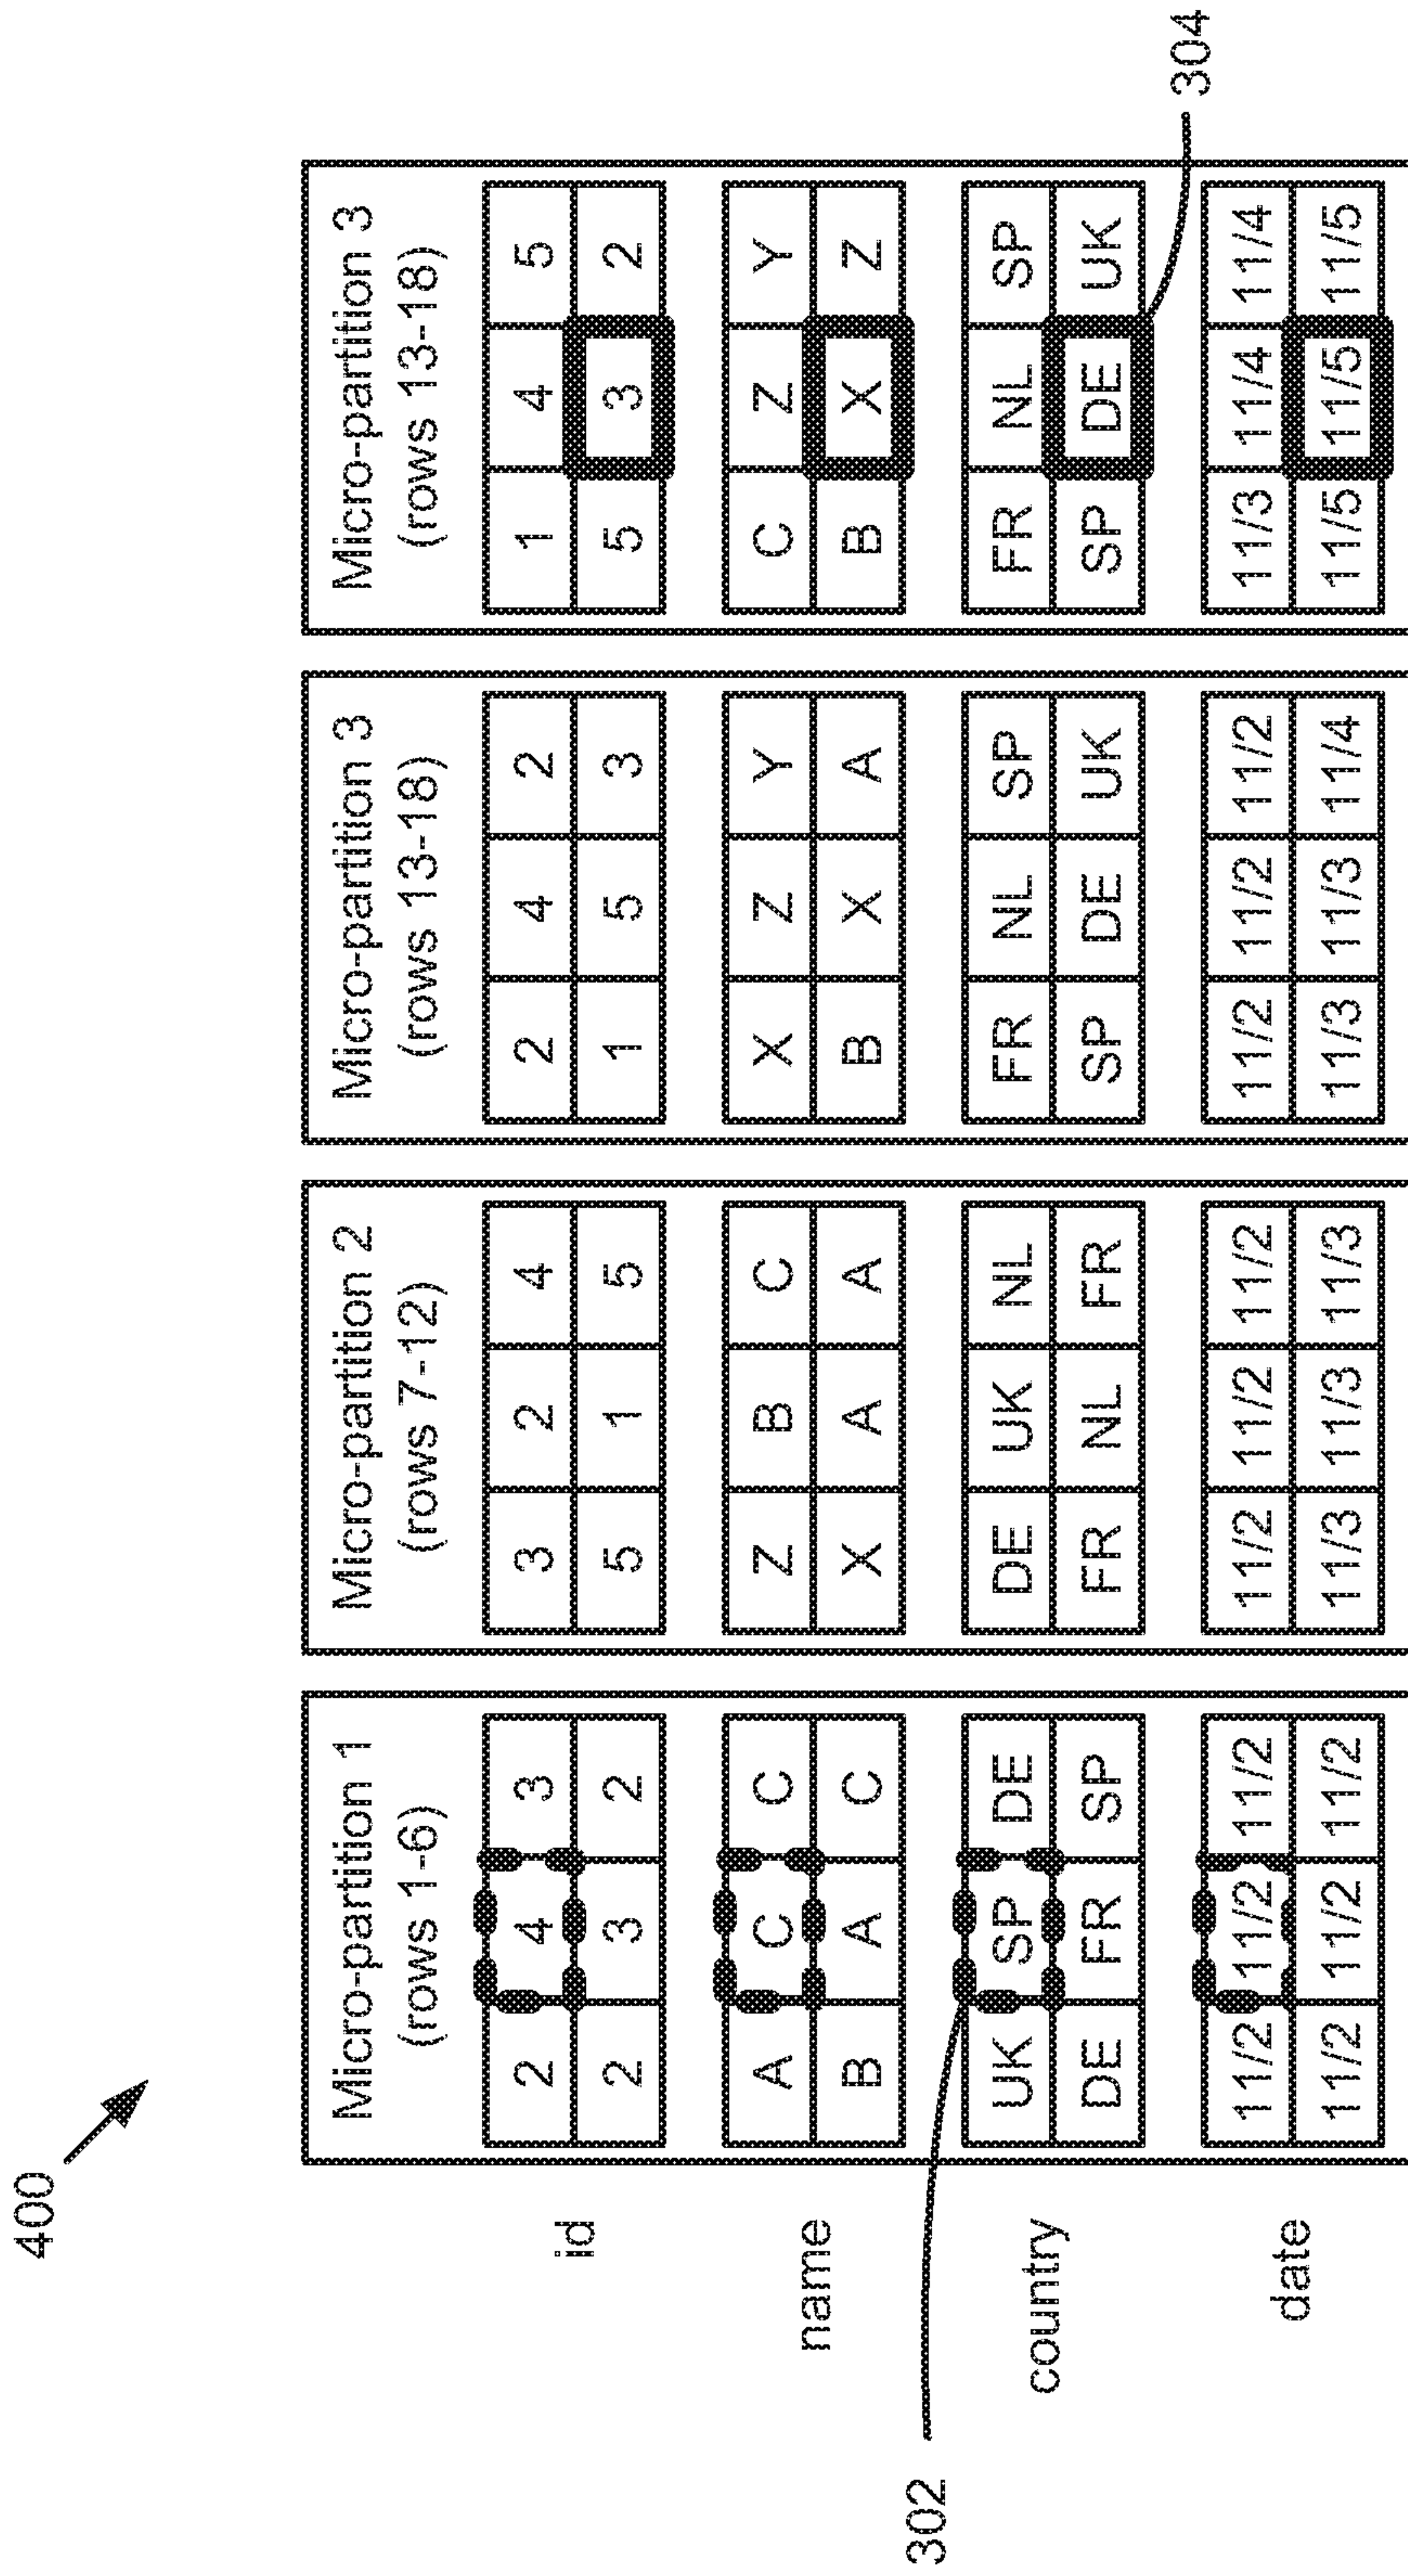 400
Micro-partition 1
(rows 1-6)
Micro-partition 2
(rows 7-12)
Micro-partition 3
(rows 13-18)
Micro-partition 3
(rows 13-18)
id
2 4 3 3 2 4 2 4 2 1 4 5
2 3 2 5 1 5 1 5 3 5 3 2
name
A C C Z B C X Z Y C Z Y
B A C X A A B X A B X Z
302
country
UK SP DE DE UK NL FR NL SP FR NL SP
DE FR SP FR NL FR SP DE UK SP DE UK
304
date
11/2 11/2 11/2 11/2 11/2 11/2 11/2 11/2 11/2 11/3 11/4 11/4
11/2 11/2 11/2 11/3 11/3 11/3 11/3 11/3 11/4 11/5 11/5 11/5